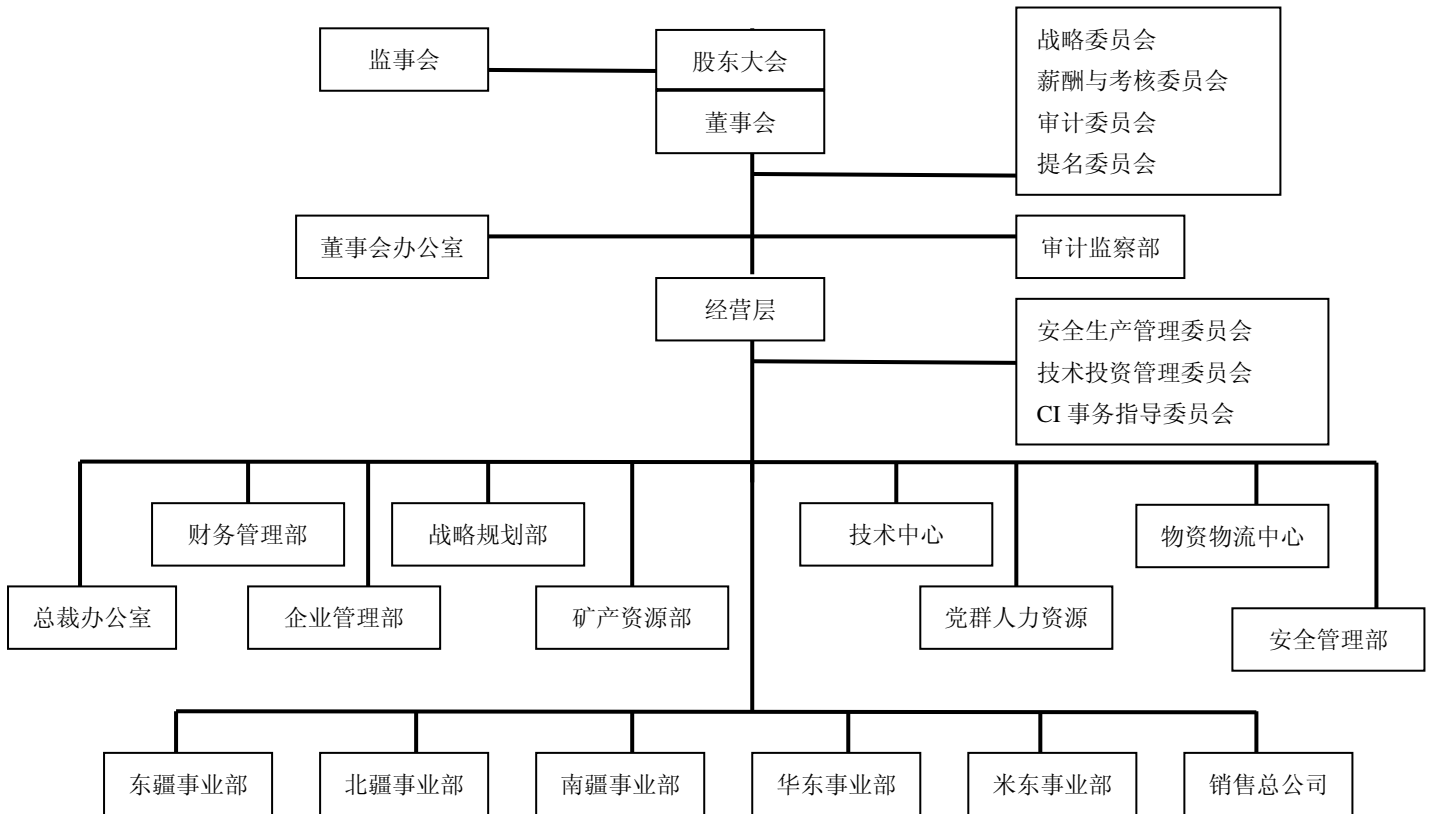 监事会
股东大会
董事会
战略委员会
薪酬与考核委员会
审计委员会
提名委员会
董事会办公室
审计监察部
经营层
安全生产管理委员会
技术投资管理委员会
CI 事务指导委员会
财务管理部
战略规划部
技术中心
物资物流中心
总裁办公室
企业管理部
矿产资源部
党群人力资源
安全管理部
东疆事业部
北疆事业部
南疆事业部
华东事业部
米东事业部
销售总公司